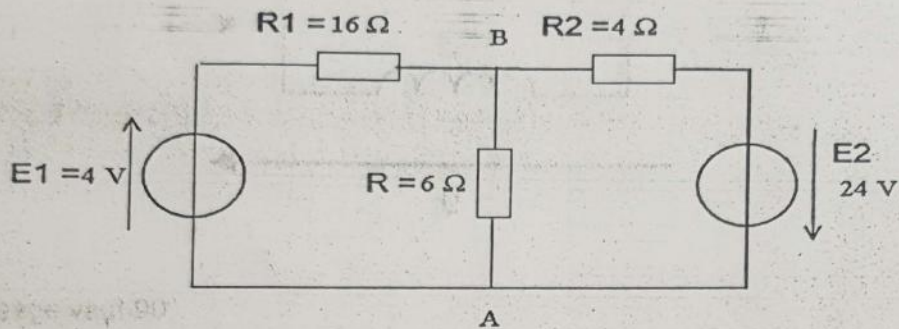 R1 = 16 Ω
B
R2 = 4 Ω
E1 = 4 V
R = 6 Ω
E2
24 V
A